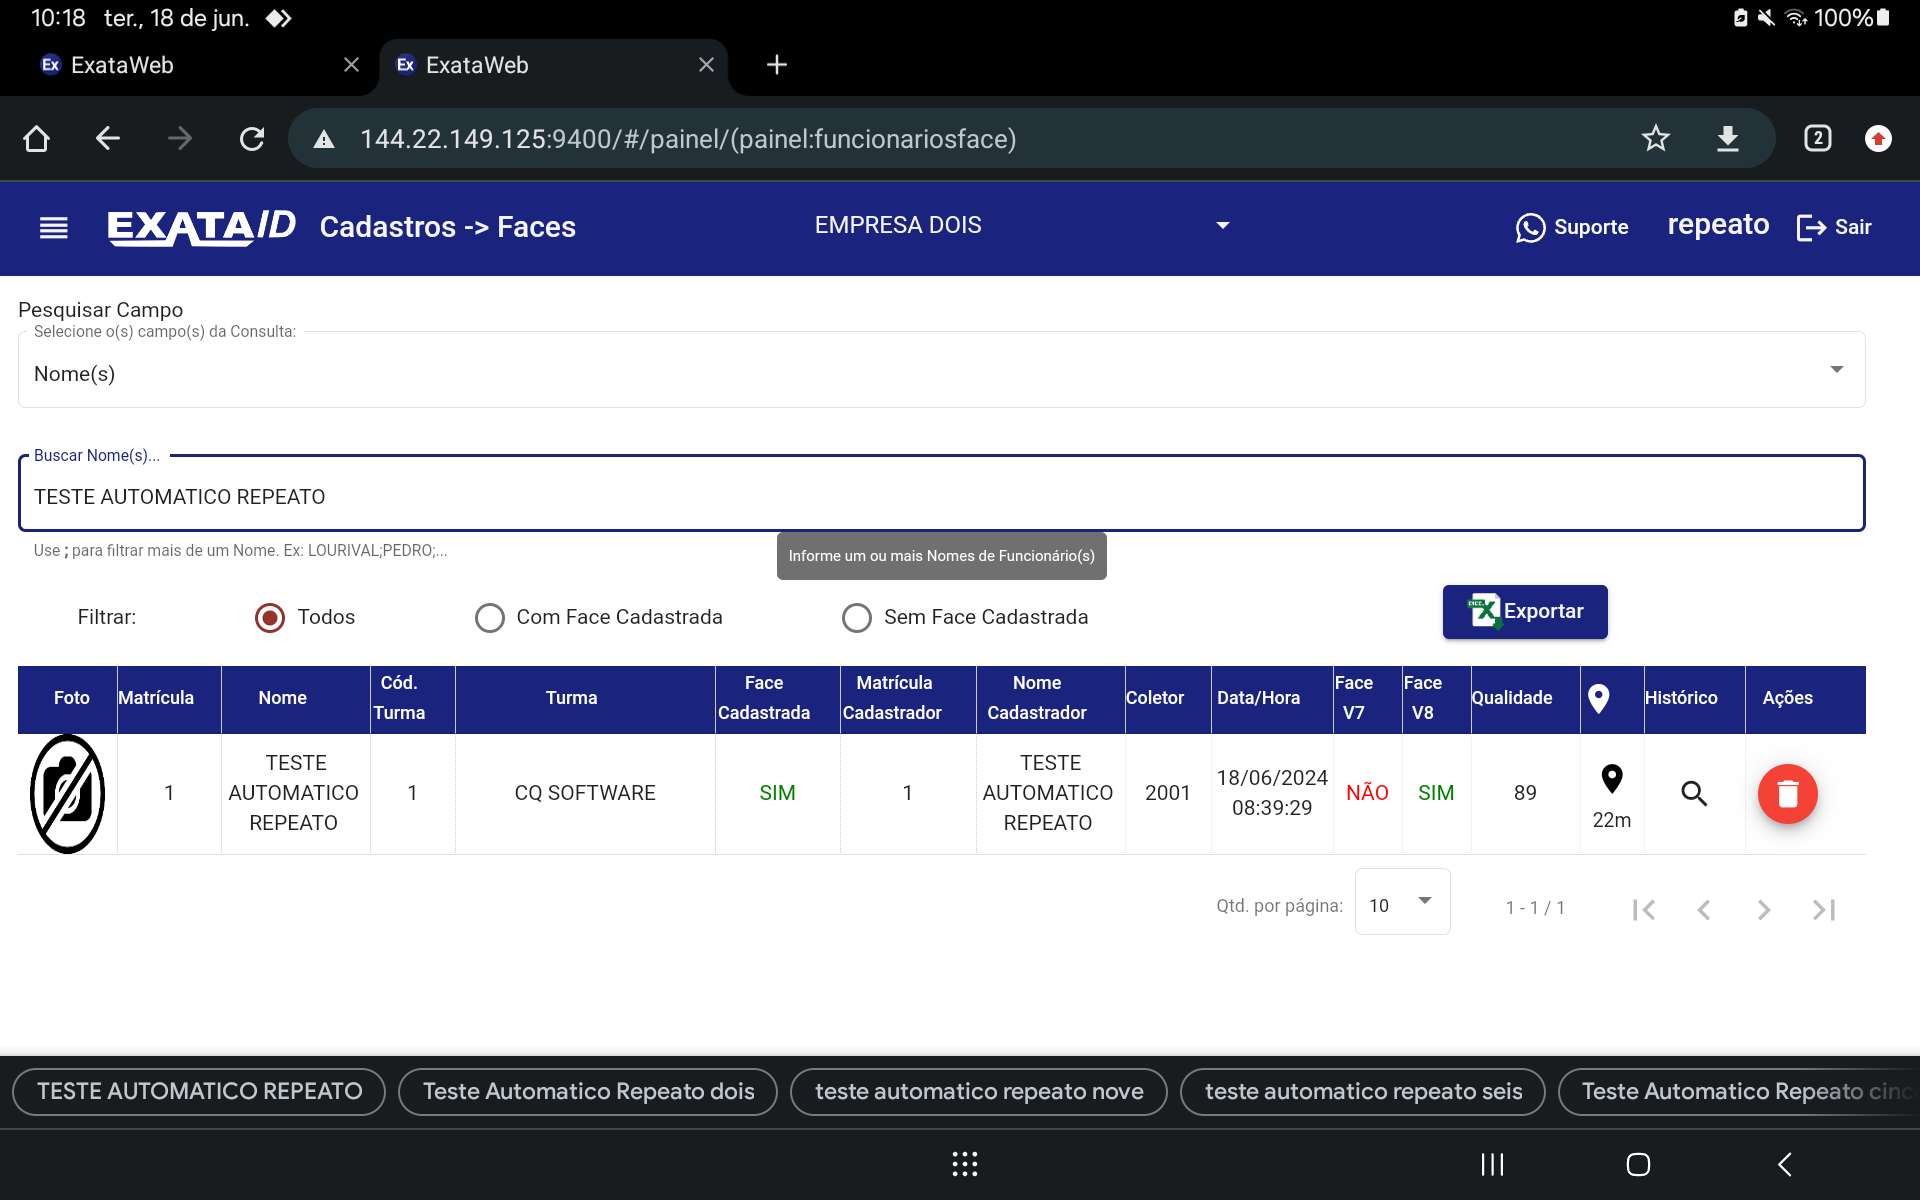 10:18 ter., 18 de jun. 100%
Ex ExataWeb Ex ExataWeb
144.22.149.125:9400/#/painel/(painel:funcionariosface) 2
EXATA/ID Cadastros -> Faces EMPRESA DOIS Suporte repeato Sair
Pesquisar Campo
Selecione o(s) campo(s) da Consulta:
Nome(s)
Buscar Nome(s)...
TESTE AUTOMATICO REPEATO
Use ; para filtrar mais de um Nome. Ex: LOURIVAL;PEDRO;...
Informe um ou mais Nomes de Funcionário(s)
Filtrar: Todos Com Face Cadastrada Sem Face Cadastrada Exportar
Foto Matrícula Nome Cód. Turma Turma Face Cadastrada Matrícula Cadastrador Nome Cadastrador Coletor Data/Hora Face V7 Face V8 Qualidade Histórico Ações
1 TESTE AUTOMATICO REPEATO 1 CQ SOFTWARE SIM 1 TESTE AUTOMATICO REPEATO 2001 18/06/2024 08:39:29 NÃO SIM 89 22m
Qtd. por página: 10 1 - 1 / 1
TESTE AUTOMATICO REPEATO Teste Automatico Repeato dois teste automatico repeato nove teste automatico repeato seis Teste Automatico Repeato cinc